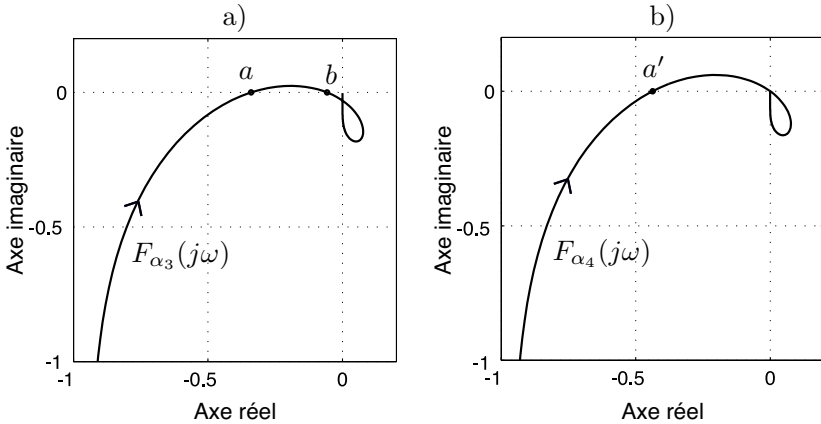 a)
a
b
0
-0.5
-1
-1
-0.5
0
Axe imaginaire
Axe réel
F_{α_3}(jω)
b)
a′
0
-0.5
-1
-1
-0.5
0
Axe imaginaire
Axe réel
F_{α_4}(jω)